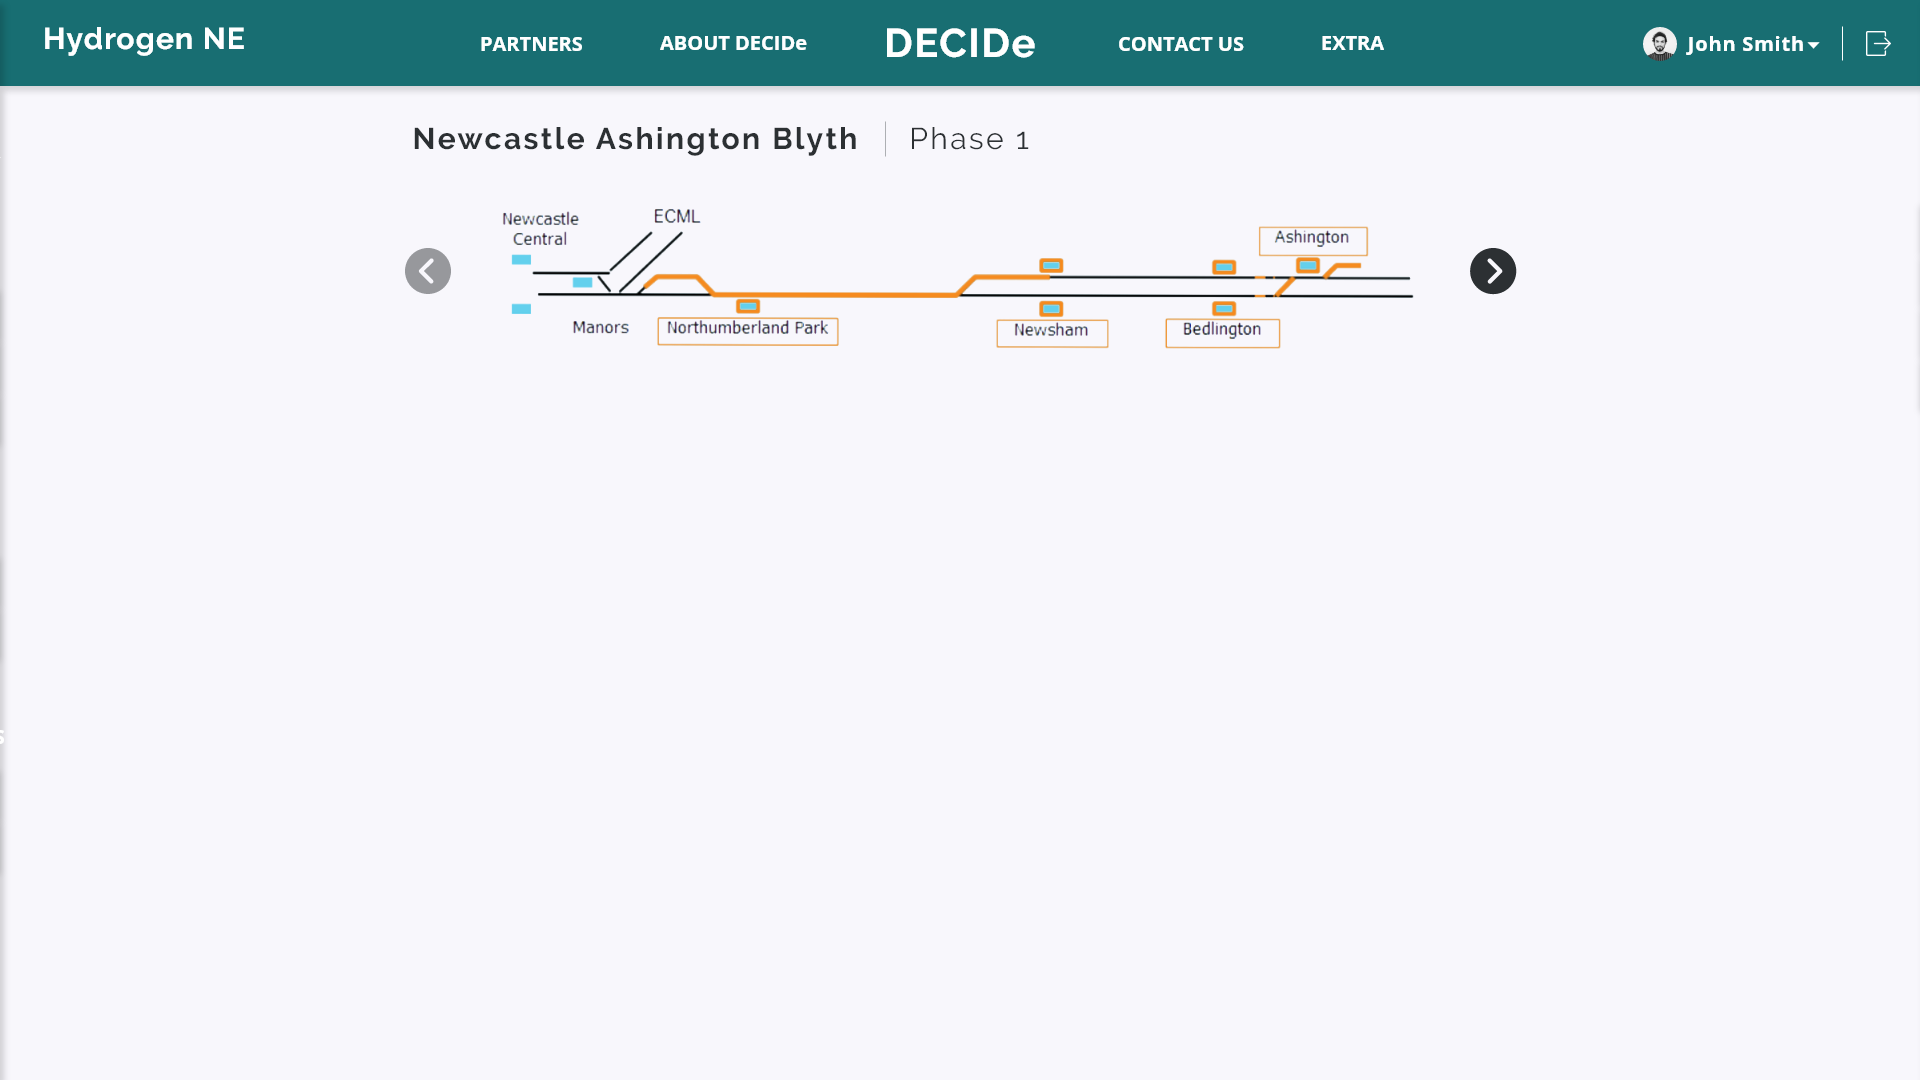 Hydrogen NE
PARTNERS
ABOUT DECIDe
DECIDe
CONTACT US
EXTRA
John Smith
Newcastle Ashington Blyth
Phase 1
Newcastle
Central
ECML
Ashington
Manors
Northumberland Park
Newsham
Bedlington